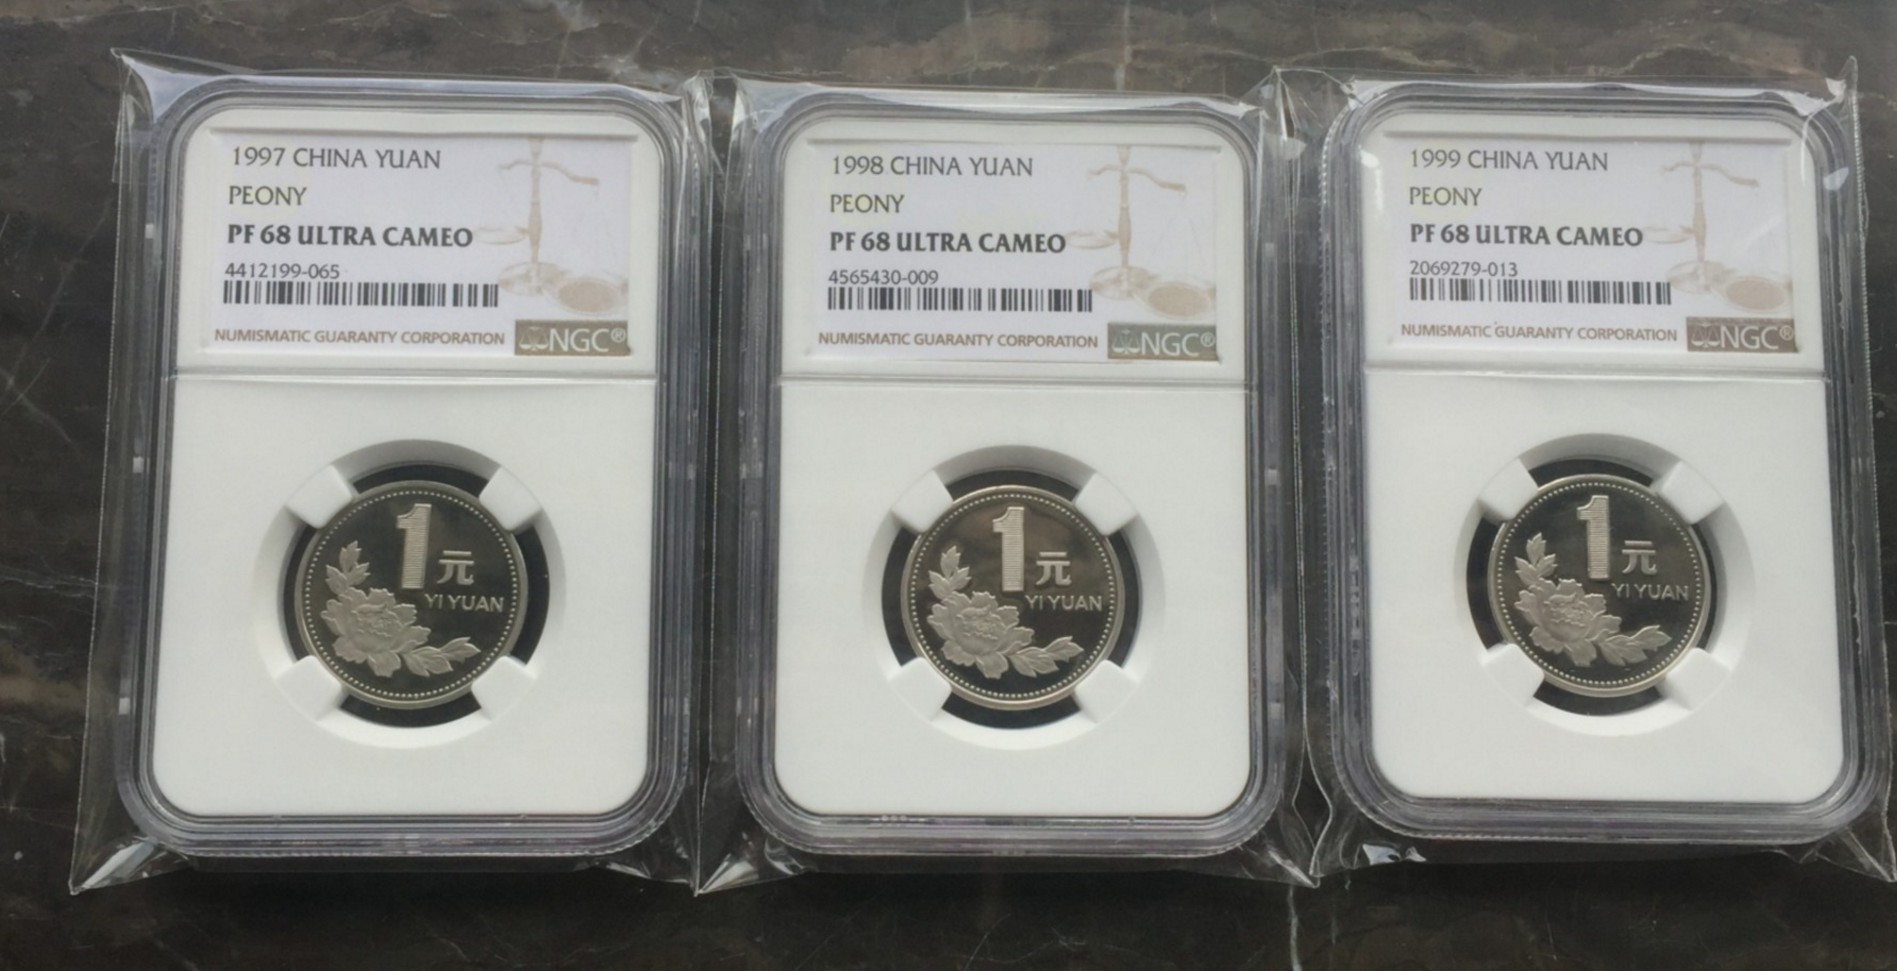 1997 CHINA YUAN
PEONY
PF 68 ULTRA CAMEO
4412199-065
NUMISMATIC GUARANTY CORPORATION
NGC®
1元
YI YUAN
1998 CHINA YUAN
PEONY
PF 68 ULTRA CAMEO
4565430-009
NUMISMATIC GUARANTY CORPORATION
NGC®
1元
YI YUAN
1999 CHINA YUAN
PEONY
PF 68 ULTRA CAMEO
2069279-013
NUMISMATIC GUARANTY CORPORATION
NGC®
1元
YI YUAN